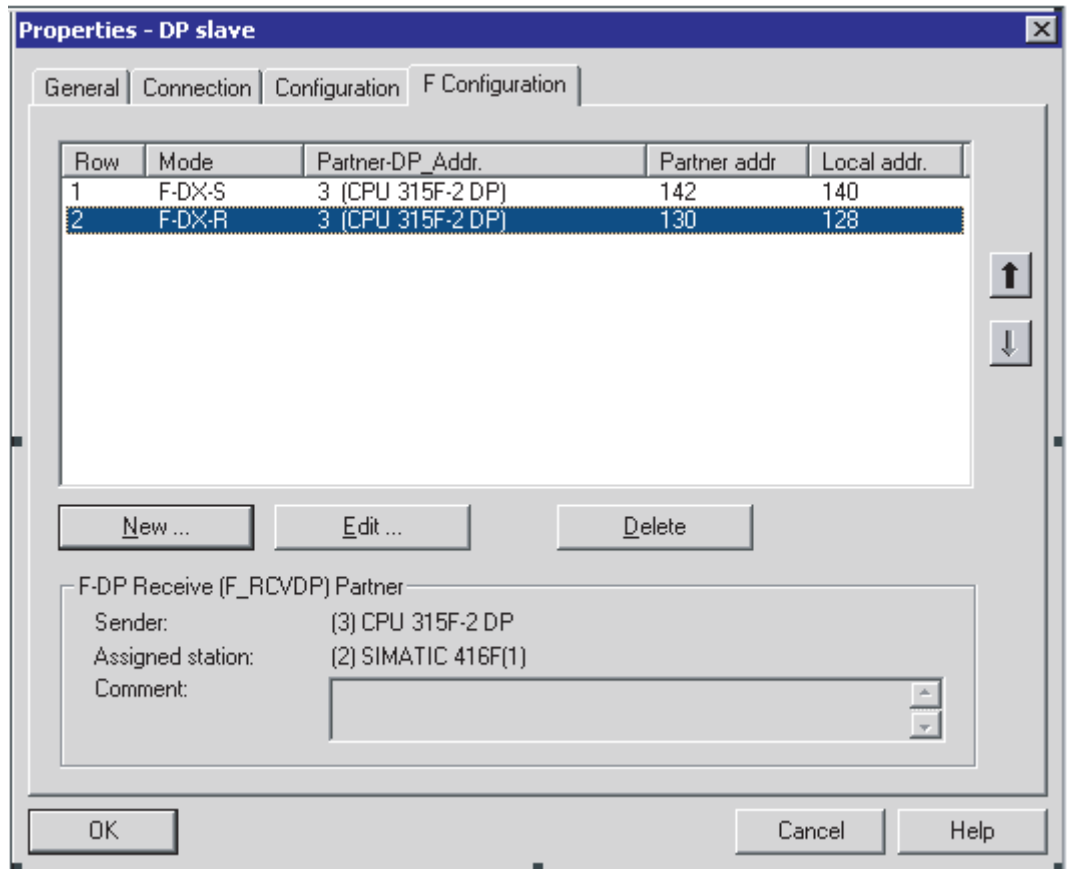 Properties - DP slave
General Connection Configuration F Configuration
Row Mode Partner-DP_Addr. Partner addr Local addr.
1 F-DX-S 3 (CPU 315F-2 DP) 142 140
2 F-DX-R 3 (CPU 315F-2 DP) 130 128
New ... Edit ... Delete
F-DP Receive (F_RCVDP) Partner
Sender: (3) CPU 315F-2 DP
Assigned station: (2) SIMATIC 416F(1)
Comment:
OK Cancel Help